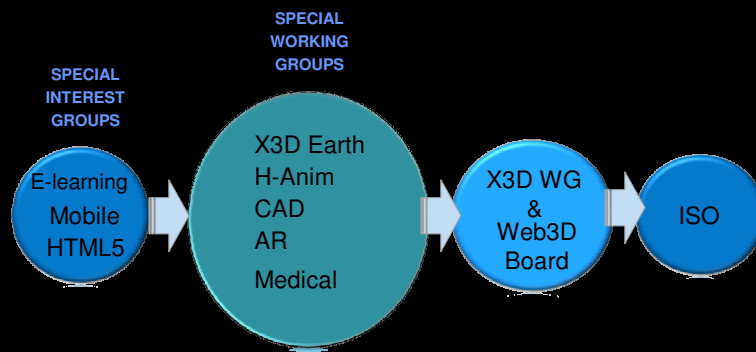 SPECIAL
INTEREST
GROUPS
E-learning
Mobile
HTML5
SPECIAL
WORKING
GROUPS
X3D Earth
H-Anim
CAD
AR
Medical
X3D WG
&
Web3D
Board
ISO